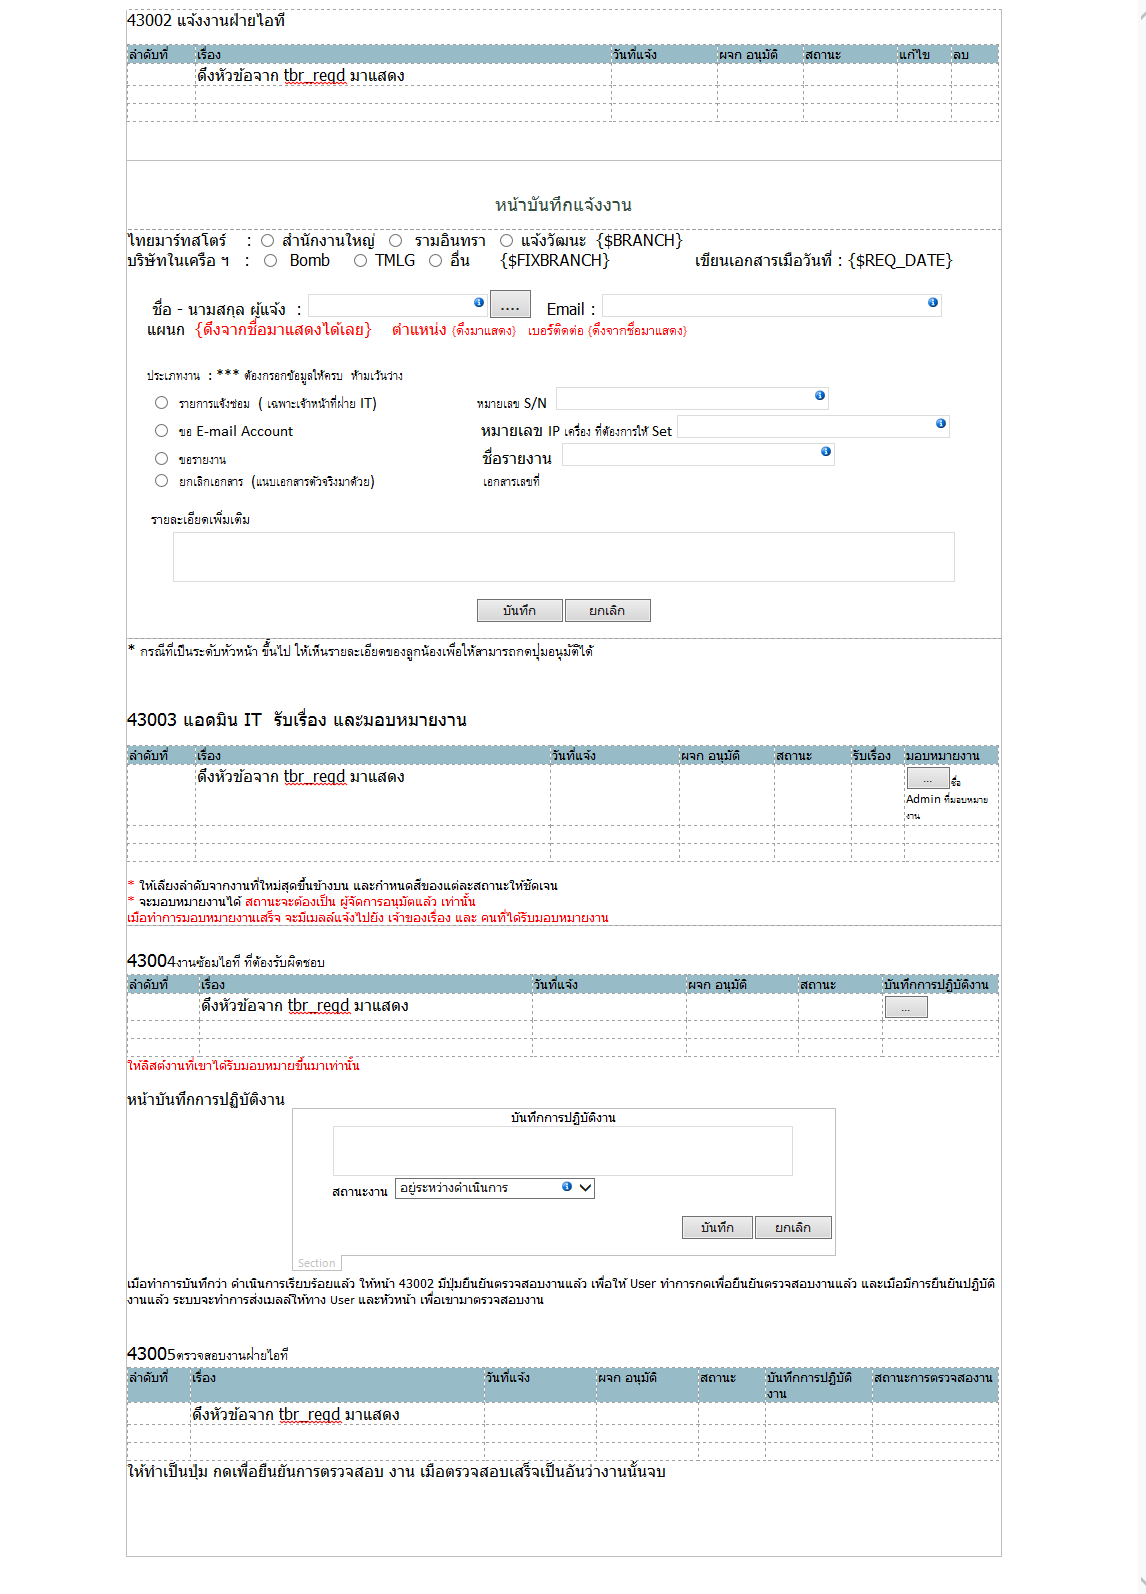 43002 แจ้งงานฝ่ายไอที
ลำดับที่ เรื่อง วันที่แจ้ง ผจก อนุมัติ สถานะ แก้ไข ลบ
ดึงหัวข้อจาก tbr_reqd มาแสดง
หน้าบันทึกแจ้งงาน
ไทยมาร์ทสโตร์ : สำนักงานใหญ่ รามอินทรา แจ้งวัฒนะ {$BRANCH}
บริษัทในเครือ ฯ : Bomb TMLG อื่น {$FIXBRANCH} เขียนเอกสารเมื่อวันที่ : {$REQ_DATE}
ชื่อ - นามสกุล ผู้แจ้ง : .... Email :
แผนก {ดึงจากชื่อมาแสดงได้เลย} ตำแหน่ง {ดึงมาแสดง} เบอร์ติดต่อ {ดึงจากชื่อมาแสดง}
ประเภทงาน : *** ต้องกรอกข้อมูลให้ครบ ห้ามเว้นว่าง
รายการแจ้งซ่อม ( เฉพาะเจ้าหน้าที่ฝ่าย IT) หมายเลข S/N
ขอ E-mail Account หมายเลข IP เครื่อง ที่ต้องการให้ Set
ขอรายงาน ชื่อรายงาน
ยกเลิกเอกสาร (แนบเอกสารตัวจริงมาด้วย) เอกสารเลขที่
รายละเอียดเพิ่มเติม
บันทึก ยกเลิก
* กรณีที่เป็นระดับหัวหน้า ขึ้นไป ให้เห็นรายละเอียดของลูกน้องเพื่อให้สามารถกดปุ่มอนุมัติได้
43003 แอดมิน IT รับเรื่อง และมอบหมายงาน
ลำดับที่ เรื่อง วันที่แจ้ง ผจก อนุมัติ สถานะ รับเรื่อง มอบหมายงาน
ดึงหัวข้อจาก tbr_reqd มาแสดง ... ชื่อ
Admin ที่มอบหมาย
งาน
* ให้เลียงลำดับจากงานที่ใหม่สุดขึ้นข้างบน และกำหนดสีของแต่ละสถานะให้ชัดเจน
* จะมอบหมายงานได้ สถานะจะต้องเป็น ผู้จัดการอนุมัตแล้ว เท่านั้น
เมื่อทำการมอบหมายงานเสร็จ จะมีเมลล์แจ้งไปยัง เจ้าของเรื่อง และ คนที่ได้รับมอบหมายงาน
43004งานซ้อมไอที ที่ต้องรับผิดชอบ
ลำดับที่ เรื่อง วันที่แจ้ง ผจก อนุมัติ สถานะ บันทึกการปฏิบัติงาน
ดึงหัวข้อจาก tbr_reqd มาแสดง ...
ให้ลิสต์งานที่เขาได้รับมอบหมายขึ้นมาเท่านั้น
หน้าบันทึกการปฏิบัติงาน
บันทึกการปฏิบัติงาน
สถานะงาน อยู่ระหว่างดำเนินการ
บันทึก ยกเลิก
Section
เมื่อทำการบันทึกว่า ดำเนินการเรียบร้อยแล้ว ให้หน้า 43002 มีปุ่มยืนยันตรวจสอบงานแล้ว เพื่อให้ User ทำการกดเพื่อยืนยันตรวจสอบงานแล้ว และเมื่อมีการยืนยันปฏิบัติ
งานแล้ว ระบบจะทำการส่งเมลล์ให้ทาง User และหัวหน้า เพื่อเขามาตรวจสอบงาน
43005ตรวจสอบงานฝ่ายไอที
ลำดับที่ เรื่อง วันที่แจ้ง ผจก อนุมัติ สถานะ บันทึกการปฏิบัติ สถานะการตรวจสองาน
งาน
ดึงหัวข้อจาก tbr_reqd มาแสดง
ให้ทำเป็นปุ่ม กดเพื่อยืนยันการตรวจสอบ งาน เมื่อตรวจสอบเสร็จเป็นอันว่างานนั้นจบ